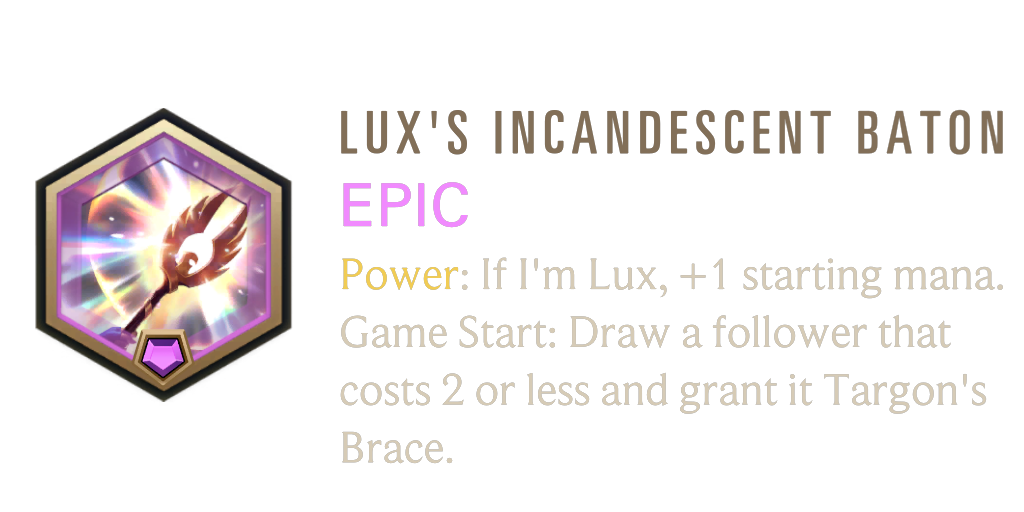 LUX'S INCANDESCENT BATON
EPIC
Power: If I'm Lux, +1 starting mana.
Game Start: Draw a follower that
costs 2 or less and grant it Targon's
Brace.